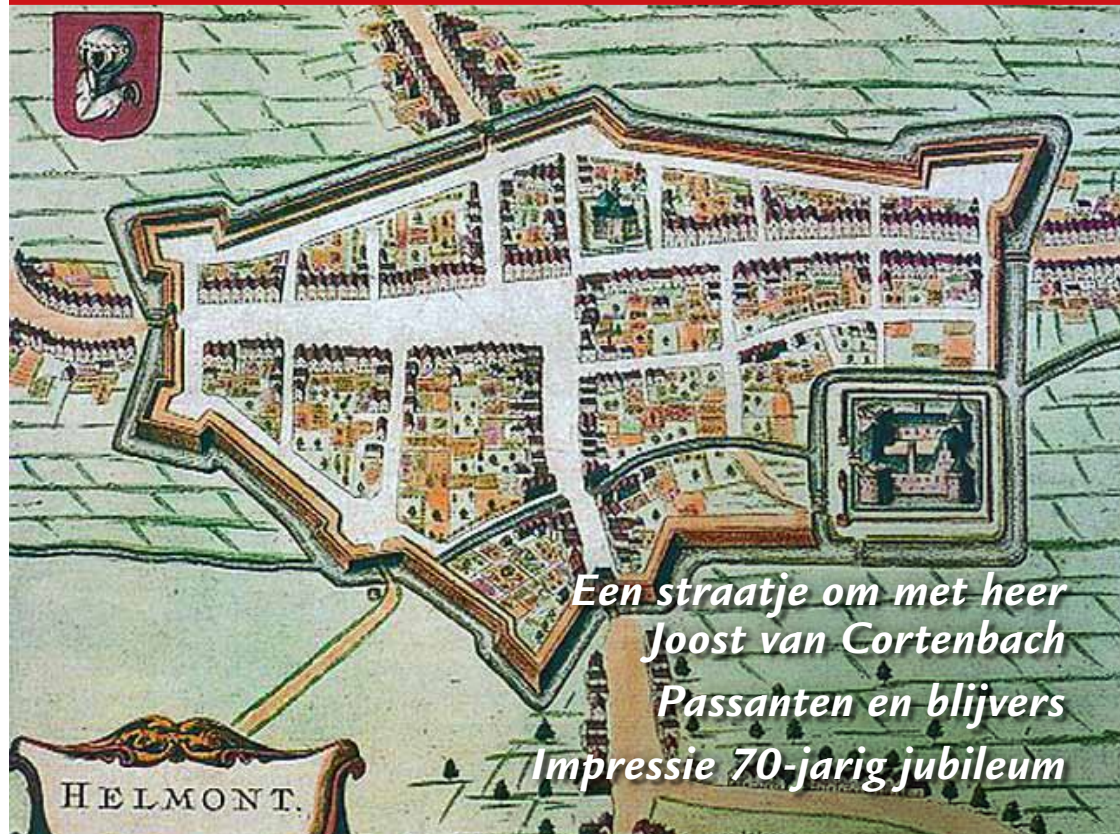 Een straatje om met heer
Joost van Cortenbach
Passanten en blijvers
Impressie 70-jarig jubileum
HELMONT.